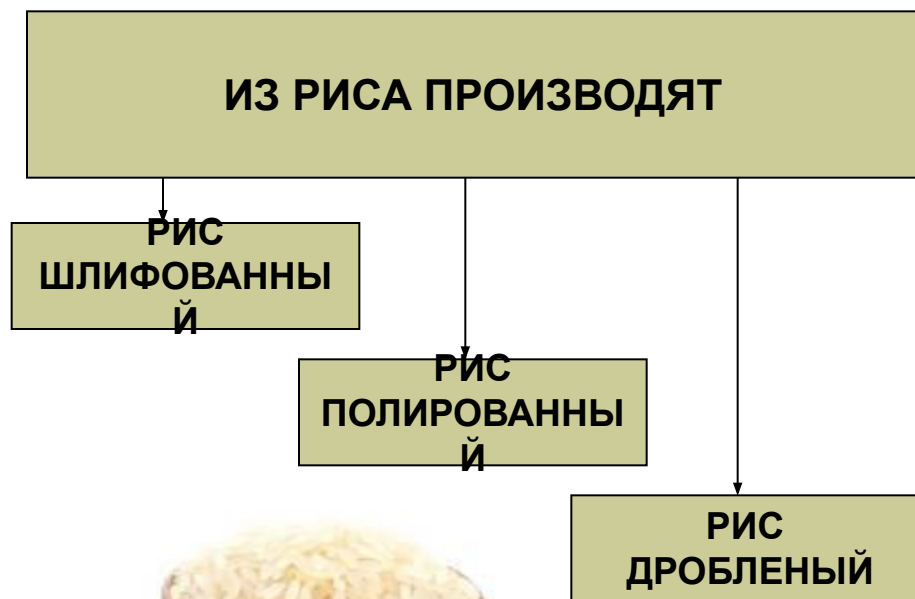 ИЗ РИСА ПРОИЗВОДЯТ
РИС
ШЛИФОВАННЫ
Й
РИС
ПОЛИРОВАННЫ
Й
РИС
ДРОБЛЕНЫЙ